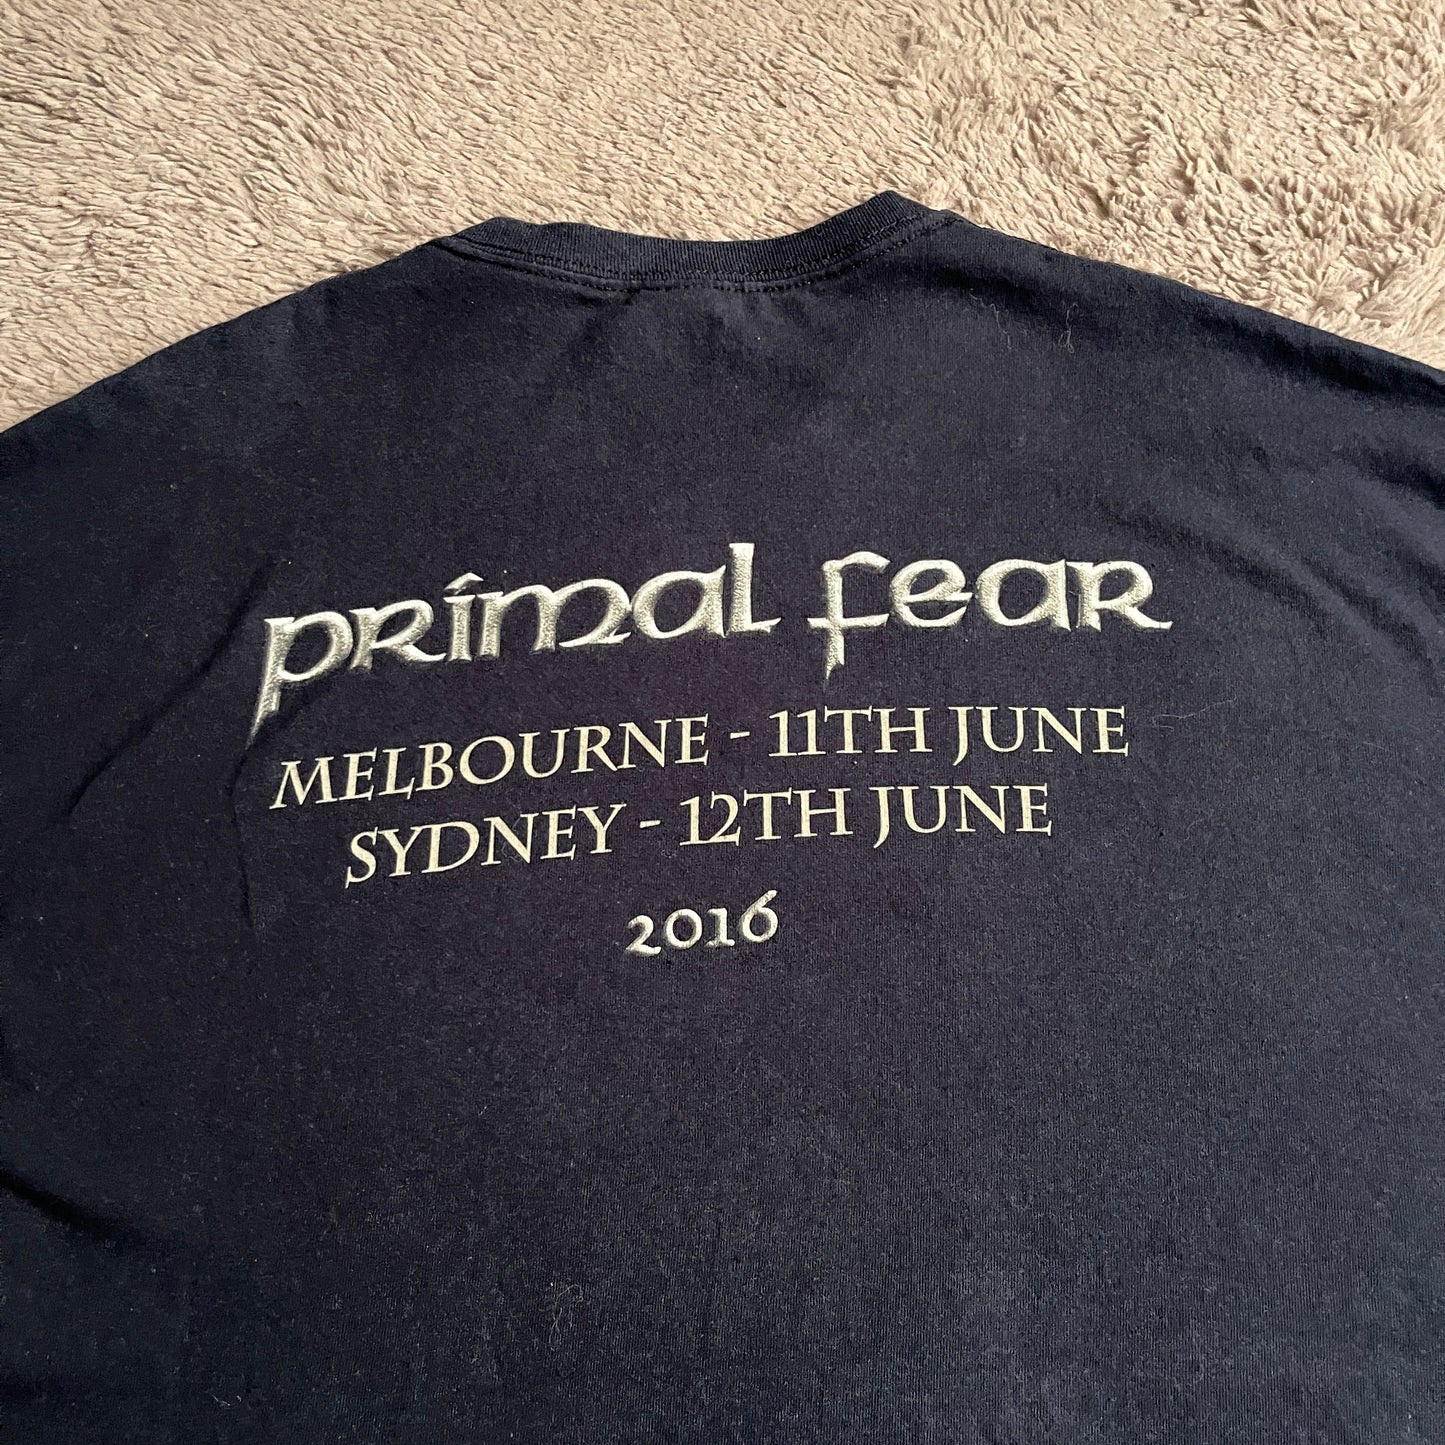 PRIMAL FEAR
MELBOURNE - 11TH JUNE
SYDNEY - 12TH JUNE
2016